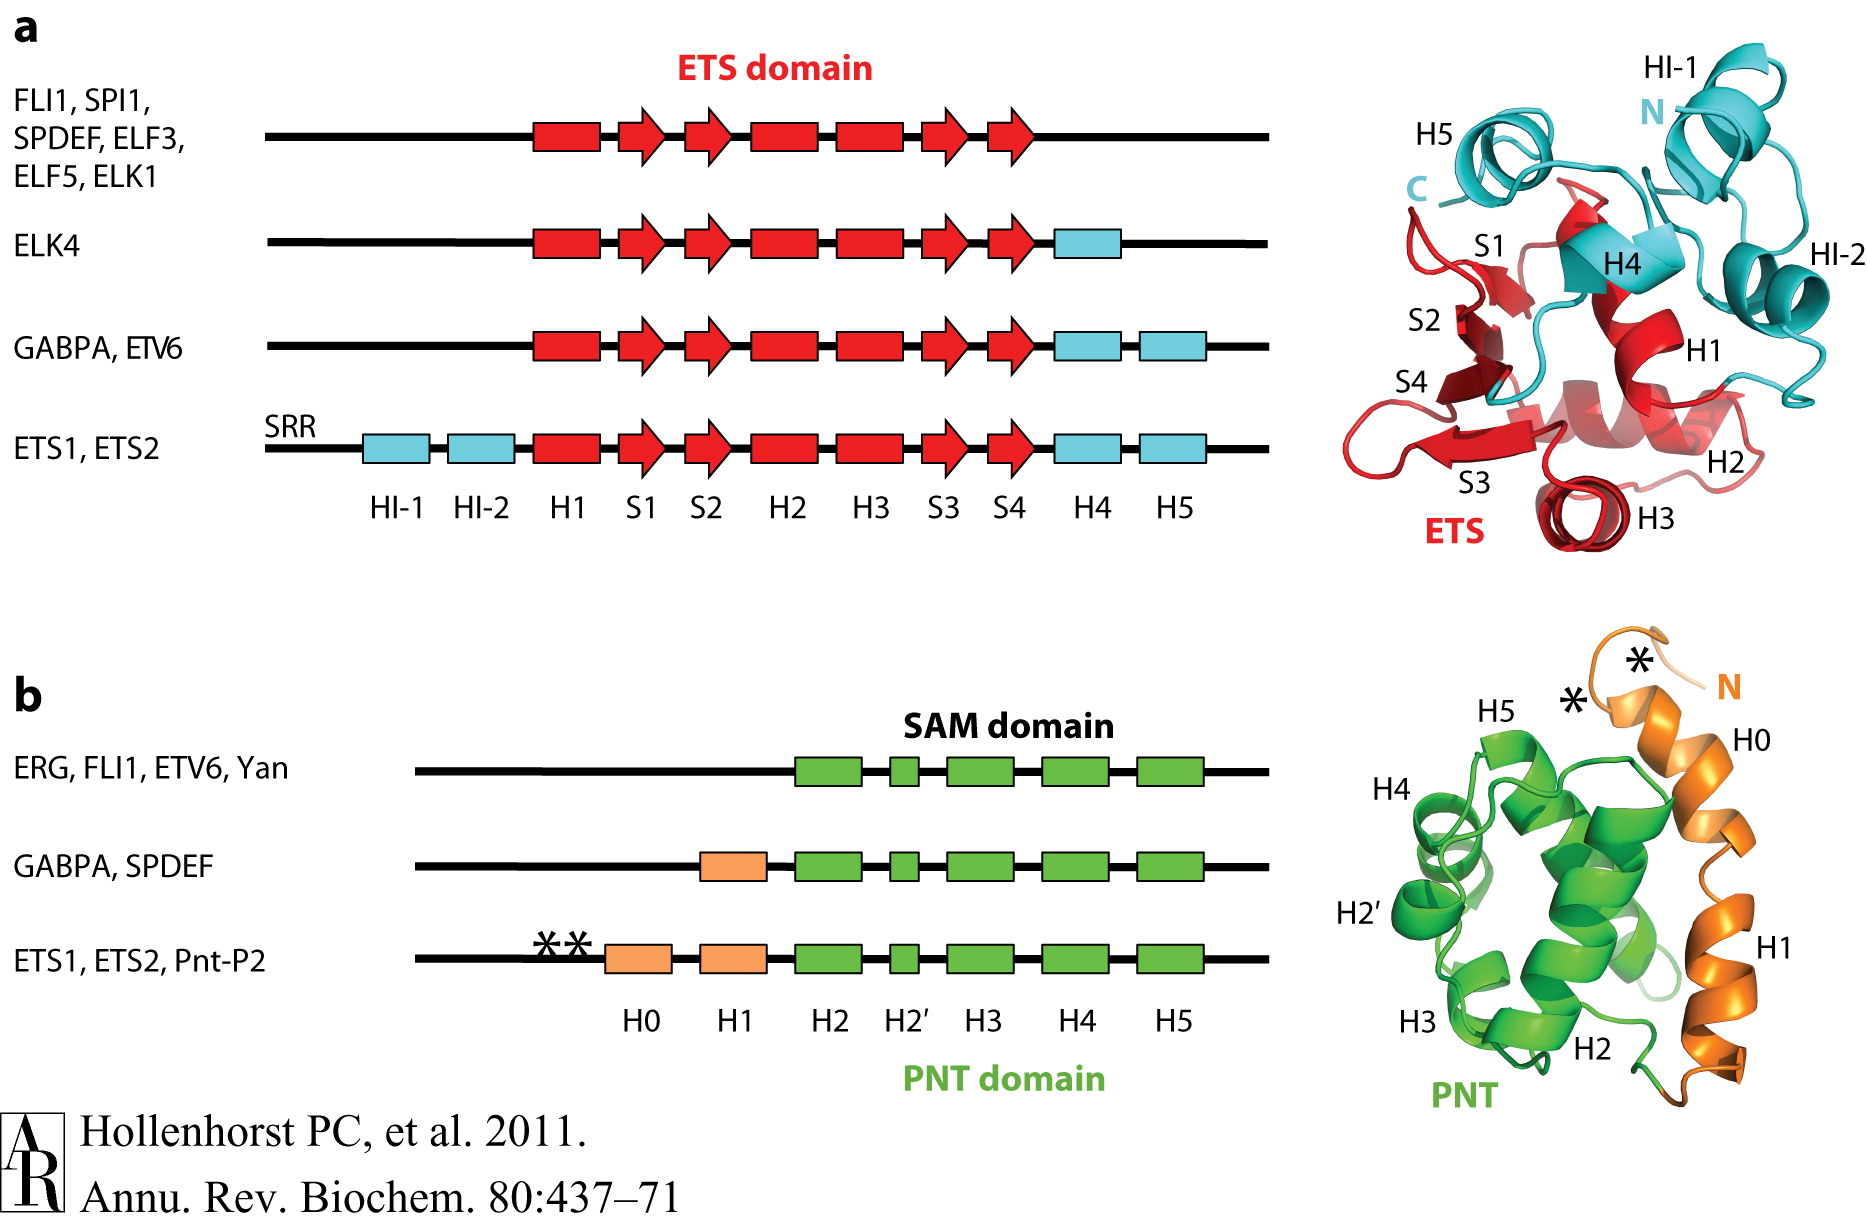 a
ETS domain
FLI1, SPI1,
SPDEF, ELF3,
ELF5, ELK1
ELK4
GABPA, ETV6
SRR
ETS1, ETS2
HI-1 HI-2 H1 S1 S2 H2 H3 S3 S4 H4 H5
HI-1
N
H5
C
S1
H4
HI-2
S2
H1
S4
H2
S3
H3
ETS
b
SAM domain
ERG, FLI1, ETV6, Yan
GABPA, SPDEF
**
ETS1, ETS2, Pnt-P2
H0 H1 H2 H2′ H3 H4 H5
PNT domain
*
N
*
H5
H0
H4
H2′
H1
H3
H2
PNT
AR
Hollenhorst PC, et al. 2011.
Annu. Rev. Biochem. 80:437–71